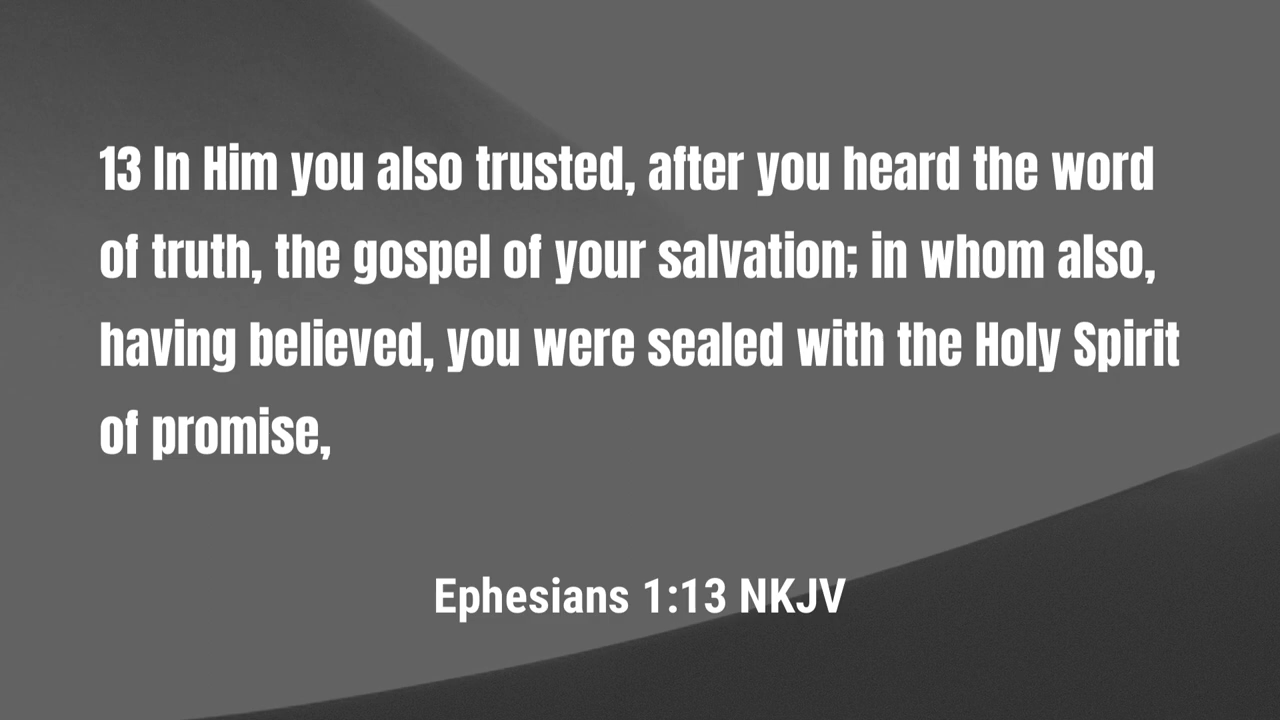 13 In Him you also trusted, after you heard the word
of truth, the gospel of your salvation; in whom also,
having believed, you were sealed with the Holy Spirit
of promise,
Ephesians 1:13 NKJV